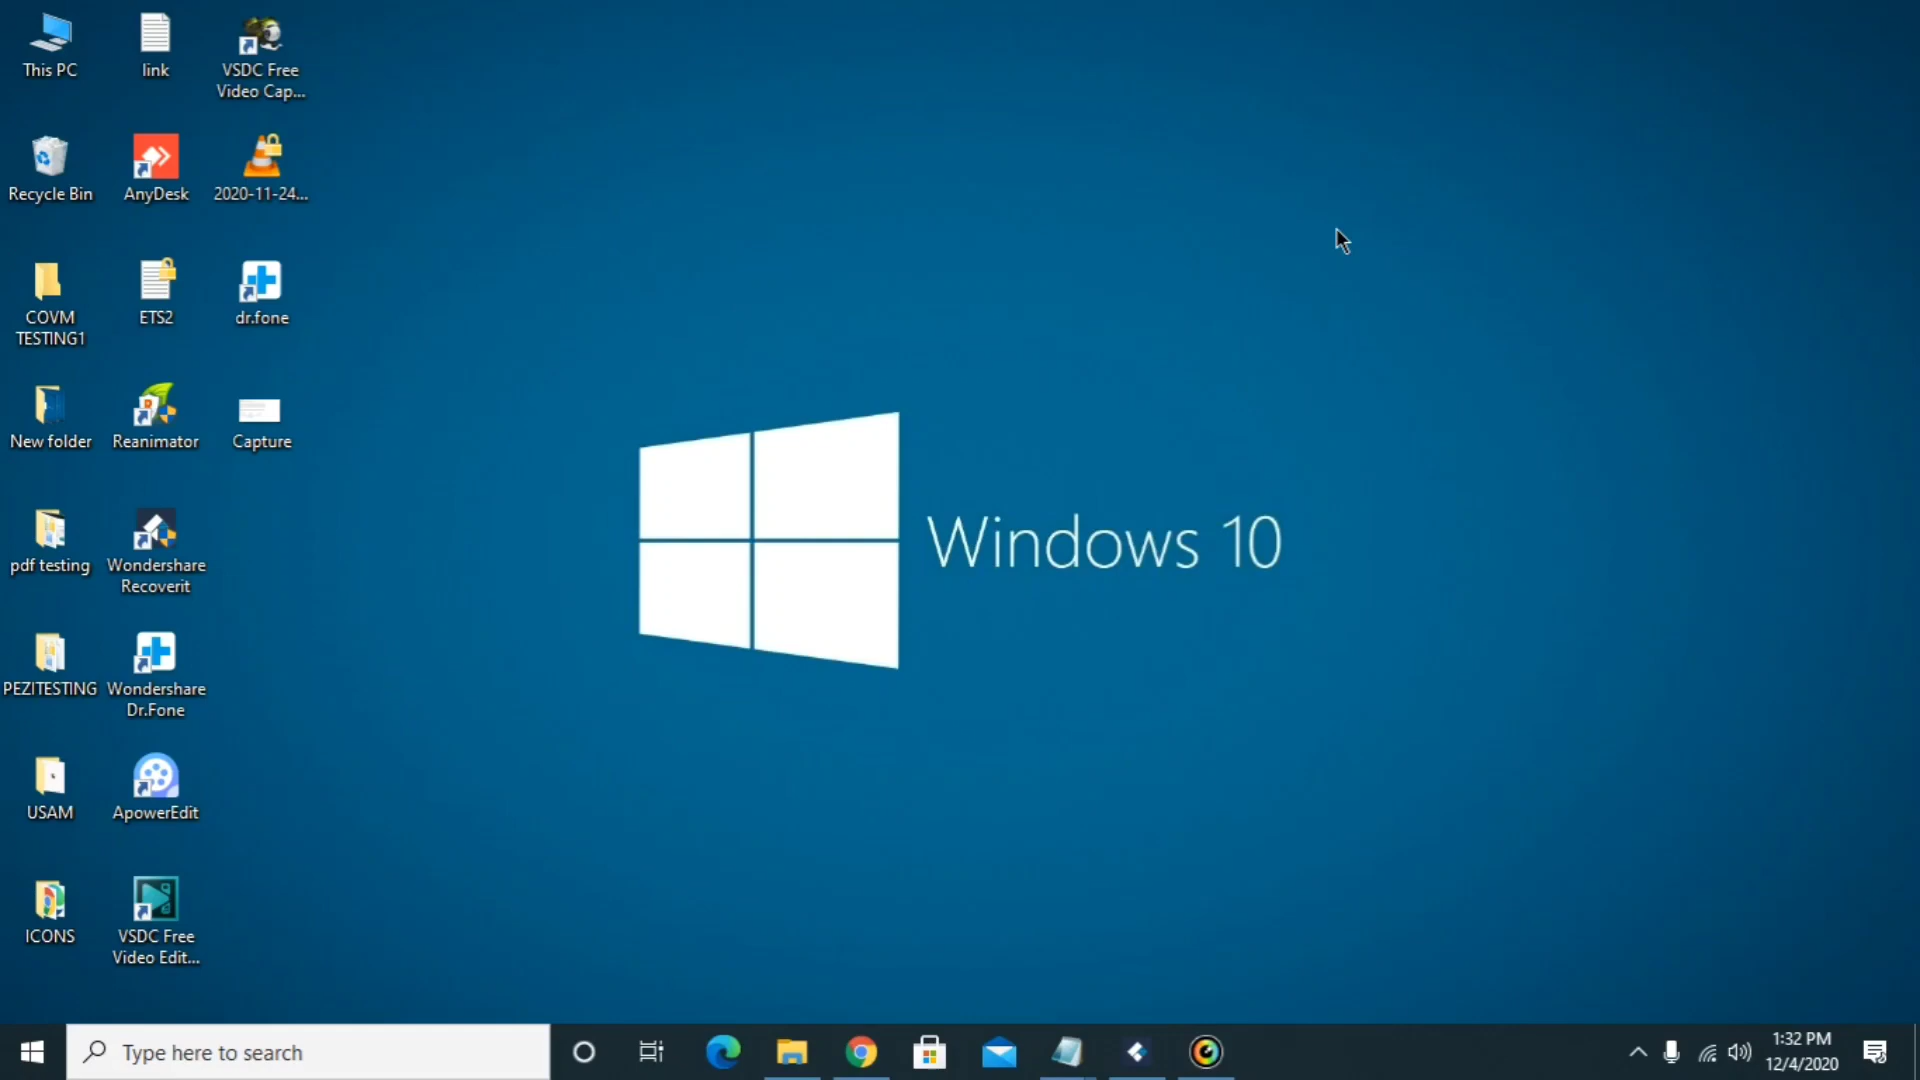 This PC
link
VSDC Free
Video Cap...
Recycle Bin
AnyDesk
2020-11-24...
COVM
TESTING1
ETS2
dr.fone
New folder
Reanimator
Capture
pdf testing
Wondershare
Recoverit
PEZITESTING
Wondershare
Dr.Fone
USAM
ApowerEdit
ICONS
VSDC Free
Video Edit...
Windows 10
Type here to search
1:32 PM
12/4/2020